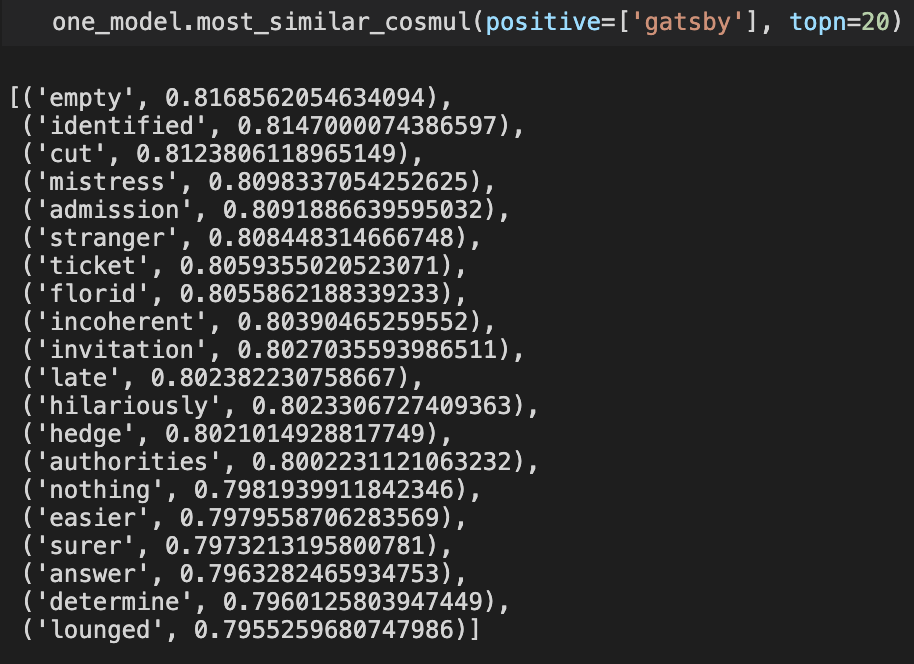 one_model.most_similar_cosmul(positive=['gatsby'], topn=20)
[('empty', 0.8168562054634094),
('identified', 0.8147000074386597),
('cut', 0.8123806118965149),
('mistress', 0.8098337054252625),
('admission', 0.8091886639595032),
('stranger', 0.808448314666748),
('ticket', 0.8059355020523071),
('florid', 0.8055862188339233),
('incoherent', 0.80390465259552),
('invitation', 0.8027035593986511),
('late', 0.802382230758667),
('hilariously', 0.8023306727409363),
('hedge', 0.8021014928817749),
('authorities', 0.8002231121063232),
('nothing', 0.7981939911842346),
('easier', 0.7979558706283569),
('surer', 0.7973213195800781),
('answer', 0.7963282465934753),
('determine', 0.7960125803947449),
('lounged', 0.7955259680747986)]